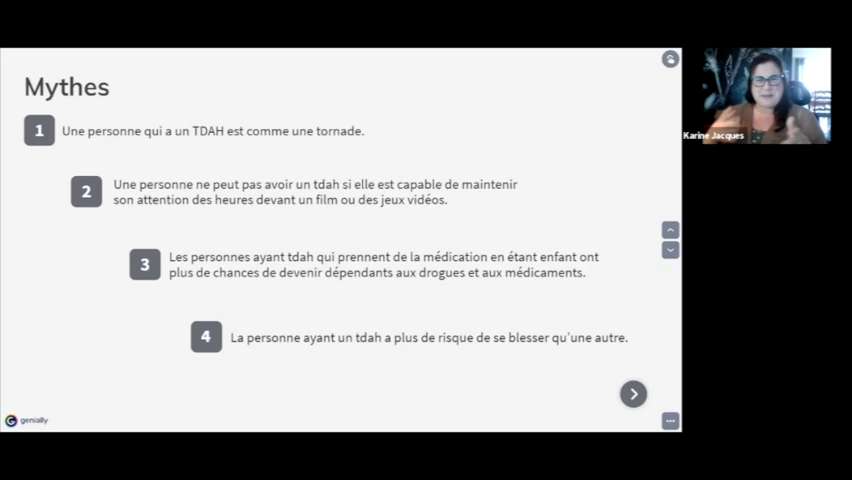 Mythes
1 Une personne qui a un TDAH est comme une tornade.
2 Une personne ne peut pas avoir un tdah si elle est capable de maintenir
son attention des heures devant un film ou des jeux vidéos.
3 Les personnes ayant tdah qui prennent de la médication en étant enfant ont
plus de chances de devenir dépendants aux drogues et aux médicaments.
4 La personne ayant un tdah a plus de risque de se blesser qu’une autre.
genially
Karine Jacques